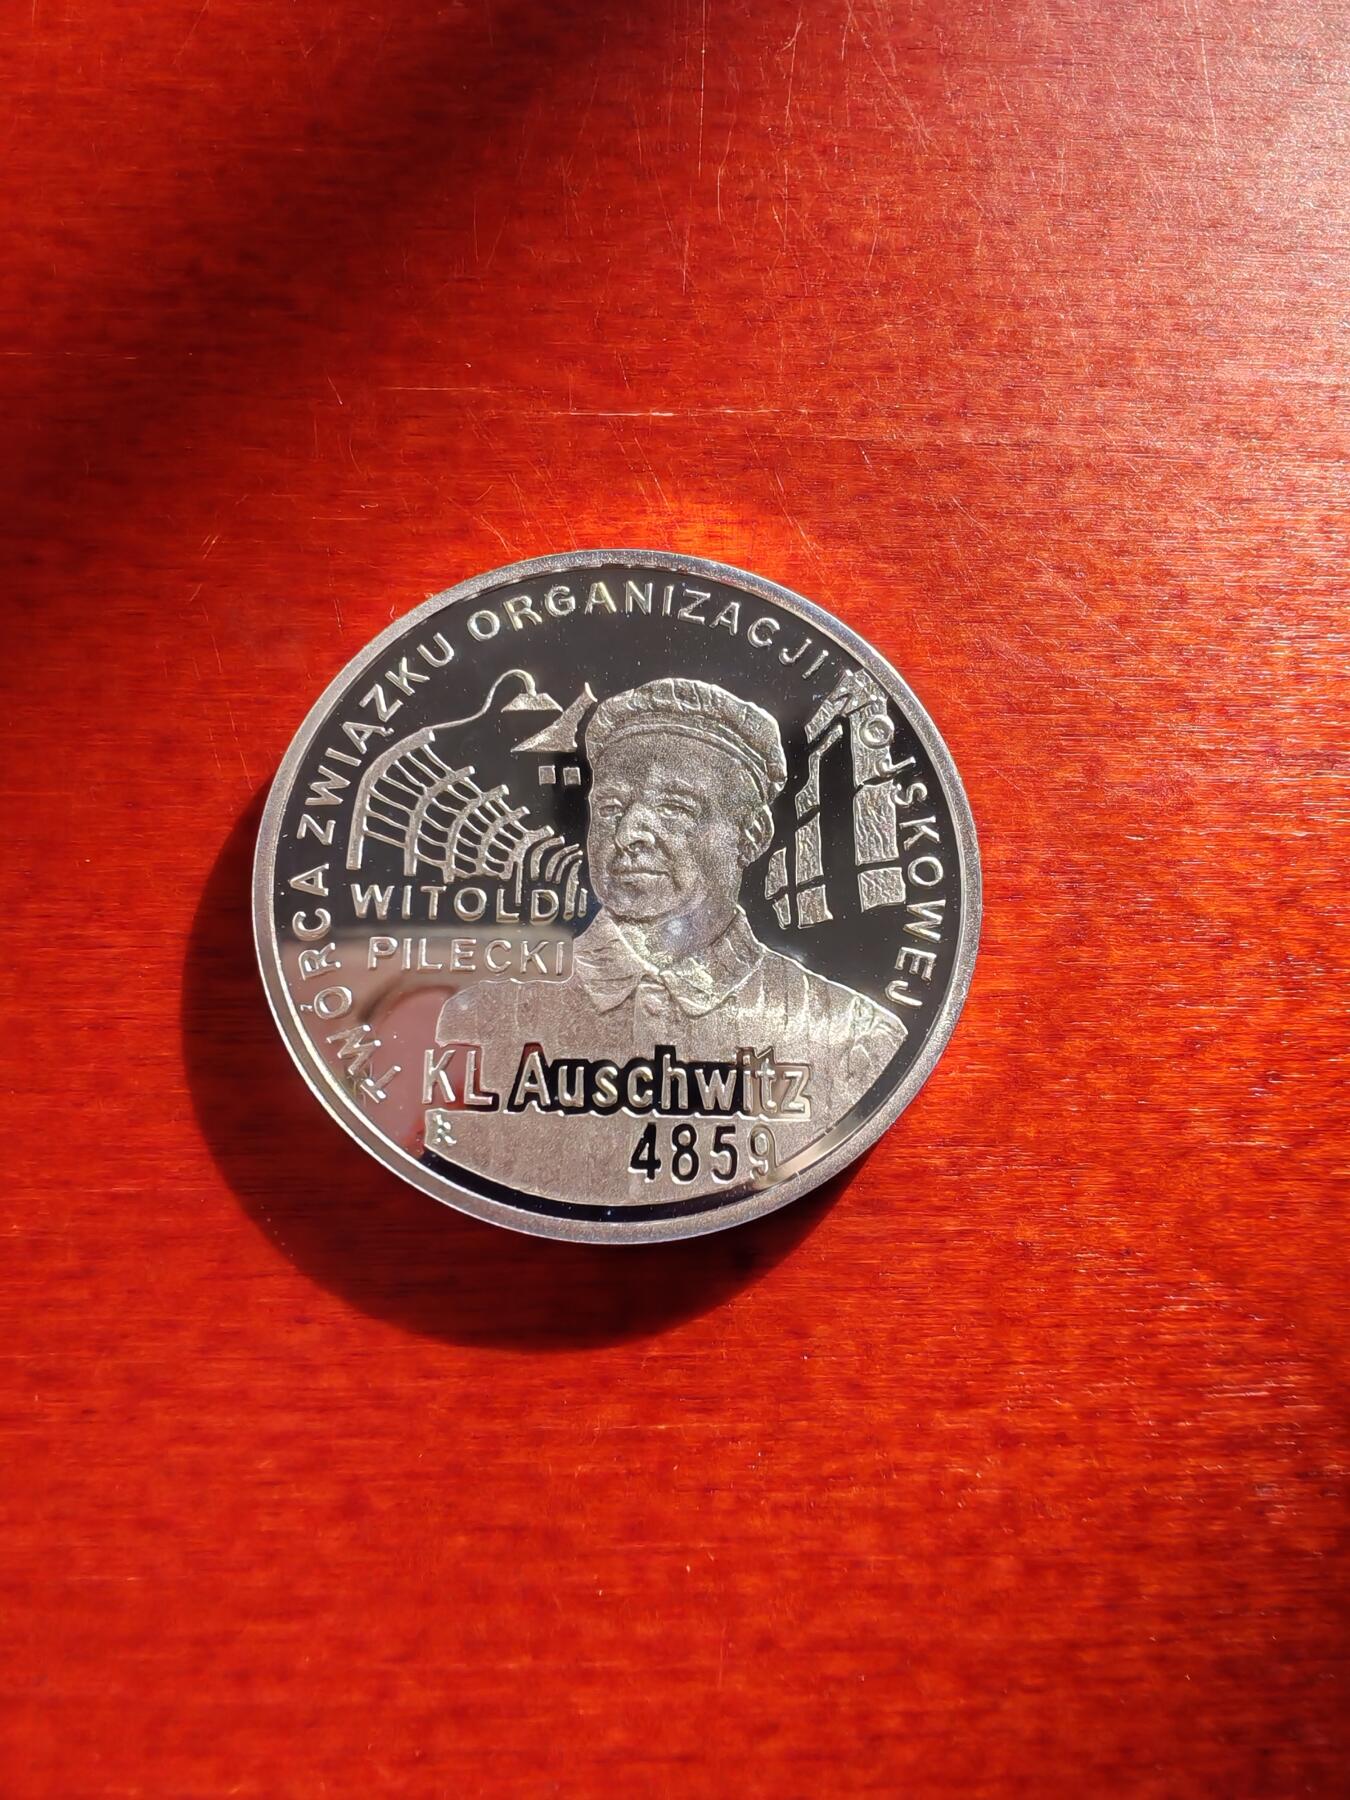 TWÓRCA ZWIĄZKU ORGANIZACJI WOJSKOWEJ
WITOLD
PILECKI
KL Auschwitz
4859